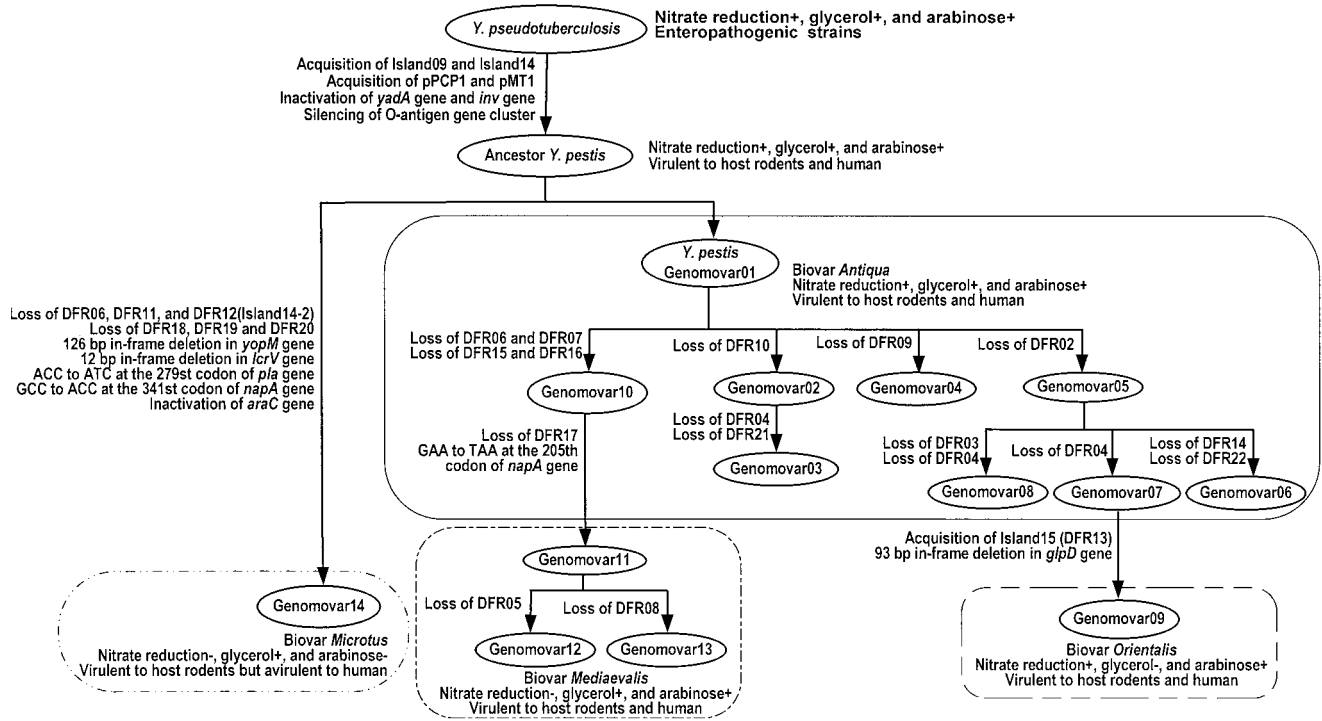 Y. pseudotuberculosis
Nitrate reduction+, glycerol+, and arabinose+
Enteropathogenic strains
Acquisition of Island09 and Island14
Acquisition of pPCP1 and pMT1
Inactivation of yadA gene and inv gene
Silencing of O-antigen gene cluster
Ancestor Y. pestis
Nitrate reduction+, glycerol+, and arabinose+
Virulent to host rodents and human
Y. pestis
Genomovar01
Biovar Antiqua
Nitrate reduction+, glycerol+, and arabinose+
Virulent to host rodents and human
Loss of DFR06, DFR11, and DFR12(Island14-2)
Loss of DFR18, DFR19 and DFR20
126 bp in-frame deletion in yopM gene
12 bp in-frame deletion in lcrV gene
ACC to ATC at the 279st codon of pla gene
GCC to ACC at the 341st codon of napA gene
Inactivation of araC gene
Loss of DFR06 and DFR07
Loss of DFR15 and DFR16
Loss of DFR10
Loss of DFR09
Loss of DFR02
Genomovar10
Genomovar02
Genomovar04
Genomovar05
Loss of DFR17
GAA to TAA at the 205th
codon of napA gene
Loss of DFR04
Loss of DFR21
Genomovar03
Loss of DFR03
Loss of DFR04
Loss of DFR04
Loss of DFR14
Loss of DFR22
Genomovar08
Genomovar07
Genomovar06
Acquisition of Island15 (DFR13)
93 bp in-frame deletion in glpD gene
Genomovar14
Biovar Microtus
Nitrate reduction-, glycerol+, and arabinose-
Virulent to host rodents but avirulent to human
Genomovar11
Loss of DFR05
Loss of DFR08
Genomovar12
Genomovar13
Biovar Mediaevalis
Nitrate reduction-, glycerol+, and arabinose+
Virulent to host rodents and human
Genomovar09
Biovar Orientalis
Nitrate reduction+, glycerol-, and arabinose+
Virulent to host rodents and human